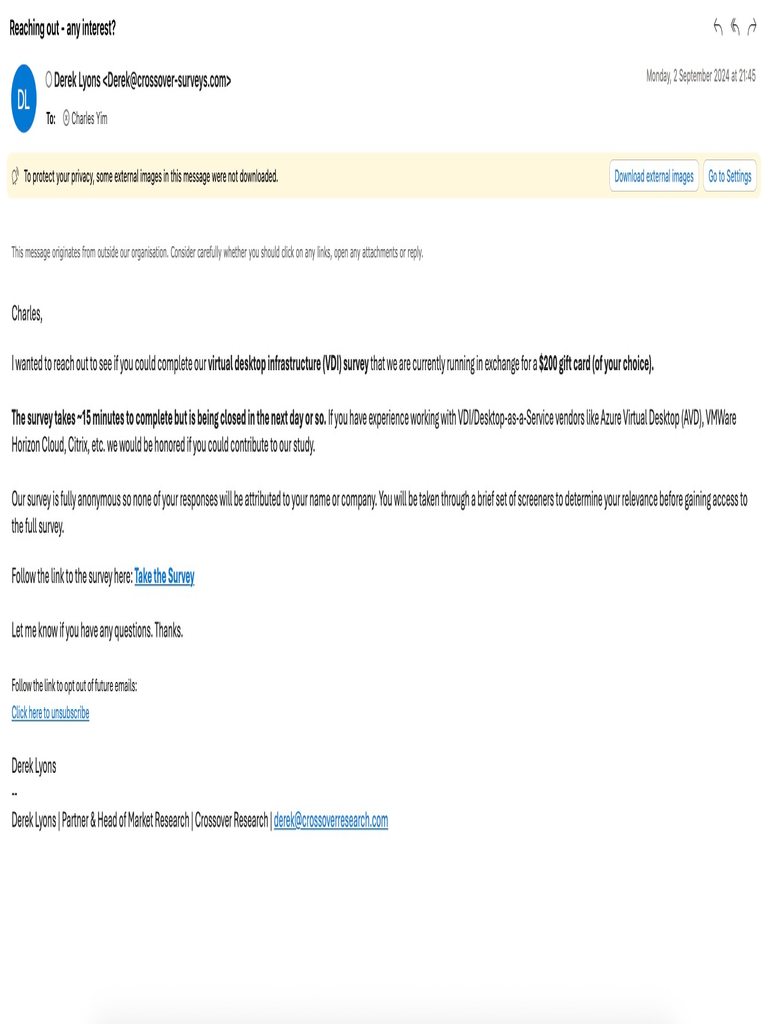 Reaching out - any interest?
DL
Derek Lyons <Derek@crossover-surveys.com>
Monday, 2 September 2024 at 21:45
To: Charles Yim
To protect your privacy, some external images in this message were not downloaded.
Download external images
Go to Settings
This message originates from outside our organisation. Consider carefully whether you should click on any links, open any attachments or reply.
Charles,
I wanted to reach out to see if you could complete our virtual desktop infrastructure (VDI) survey that we are currently running in exchange for a $200 gift card (of your choice).
The survey takes ~15 minutes to complete but is being closed in the next day or so. If you have experience working with VDI/Desktop-as-a-Service vendors like Azure Virtual Desktop (AVD), VMWare
Horizon Cloud, Citrix, etc. we would be honored if you could contribute to our study.
Our survey is fully anonymous so none of your responses will be attributed to your name or company. You will be taken through a brief set of screeners to determine your relevance before gaining access to
the full survey.
Follow the link to the survey here: Take the Survey
Let me know if you have any questions. Thanks.
Follow the link to opt out of future emails:
Click here to unsubscribe
Derek Lyons
--
Derek Lyons | Partner & Head of Market Research | Crossover Research | derek@crossoverresearch.com